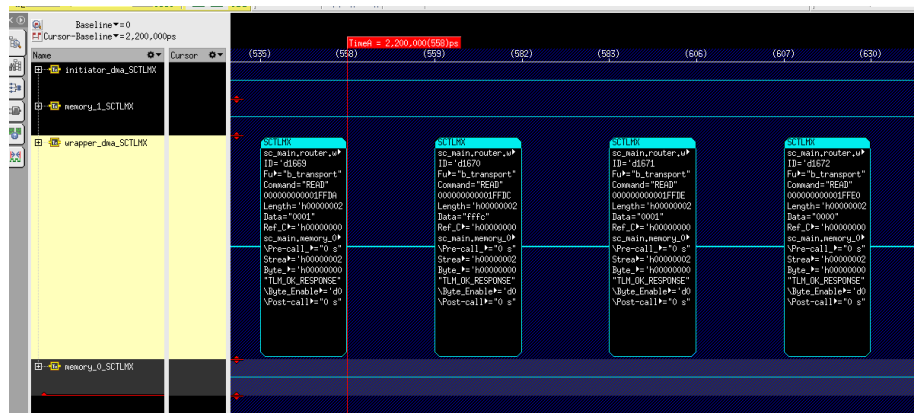 Baseline▼=0
Cursor-Baseline▼=2,200,000ps
TimeA = 2,200,000(558)ps
Name
Cursor
(535) (558) (559) (582) (583) (606) (607) (630)
initiator_dma_SCTLMX
memory_1_SCTLMX
wrapper_dma_SCTLMX
memory_0_SCTLMX
SCTLMX
sc_main.router.w
ID='d1669
Fu="b_transport"
Command="READ"
000000000001FFDA
Length='h00000002
Data="0001"
Ref_C='h00000000
sc_main.memory_0
\Pre-call_="0 s"
Strea='h00000002
Byte_='h00000000
"TLM_OK_RESPONSE"
\Byte_Enable='d0
\Post-call="0 s"
SCTLMX
sc_main.router.w
ID='d1670
Fu="b_transport"
Command="READ"
000000000001FFDC
Length='h00000002
Data="fffc"
Ref_C='h00000000
sc_main.memory_0
\Pre-call_="0 s"
Strea='h00000002
Byte_='h00000000
"TLM_OK_RESPONSE"
\Byte_Enable='d0
\Post-call="0 s"
SCTLMX
sc_main.router.w
ID='d1671
Fu="b_transport"
Command="READ"
000000000001FFDE
Length='h00000002
Data="0001"
Ref_C='h00000000
sc_main.memory_0
\Pre-call_="0 s"
Strea='h00000002
Byte_='h00000000
"TLM_OK_RESPONSE"
\Byte_Enable='d0
\Post-call="0 s"
SCTLMX
sc_main.router.w
ID='d1672
Fu="b_transport"
Command="READ"
000000000001FFE0
Length='h00000002
Data="0000"
Ref_C='h00000000
sc_main.memory_0
\Pre-call_="0 s"
Strea='h00000002
Byte_='h00000000
"TLM_OK_RESPONSE"
\Byte_Enable='d0
\Post-call="0 s"